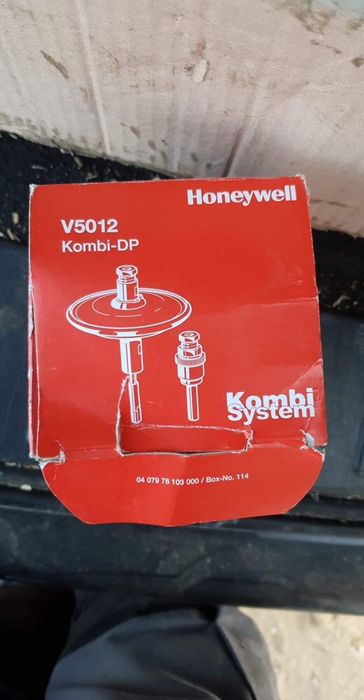 Honeywell
V5012
Kombi-DP
Kombi
System
04 079 78 103 000 / Box-No. 114